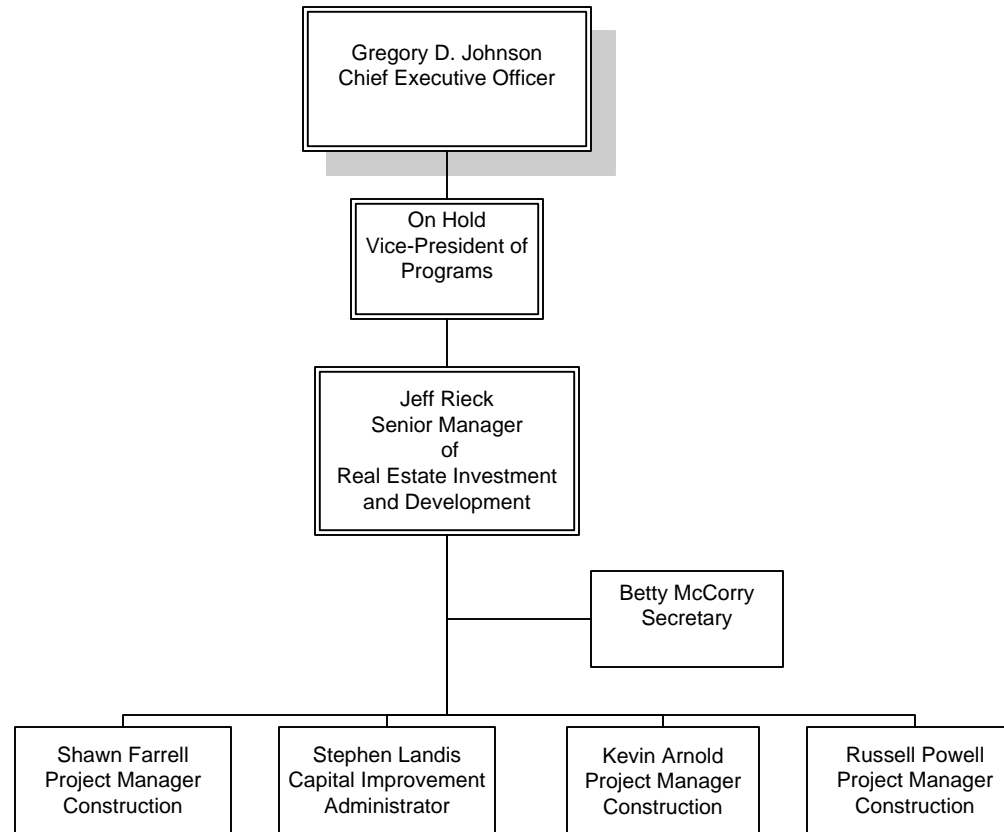 Gregory D. Johnson
Chief Executive Officer
On Hold
Vice-President of
Programs
Jeff Rieck
Senior Manager
of
Real Estate Investment
and Development
Betty McCorry
Secretary
Shawn Farrell
Project Manager
Construction
Stephen Landis
Capital Improvement
Administrator
Kevin Arnold
Project Manager
Construction
Russell Powell
Project Manager
Construction